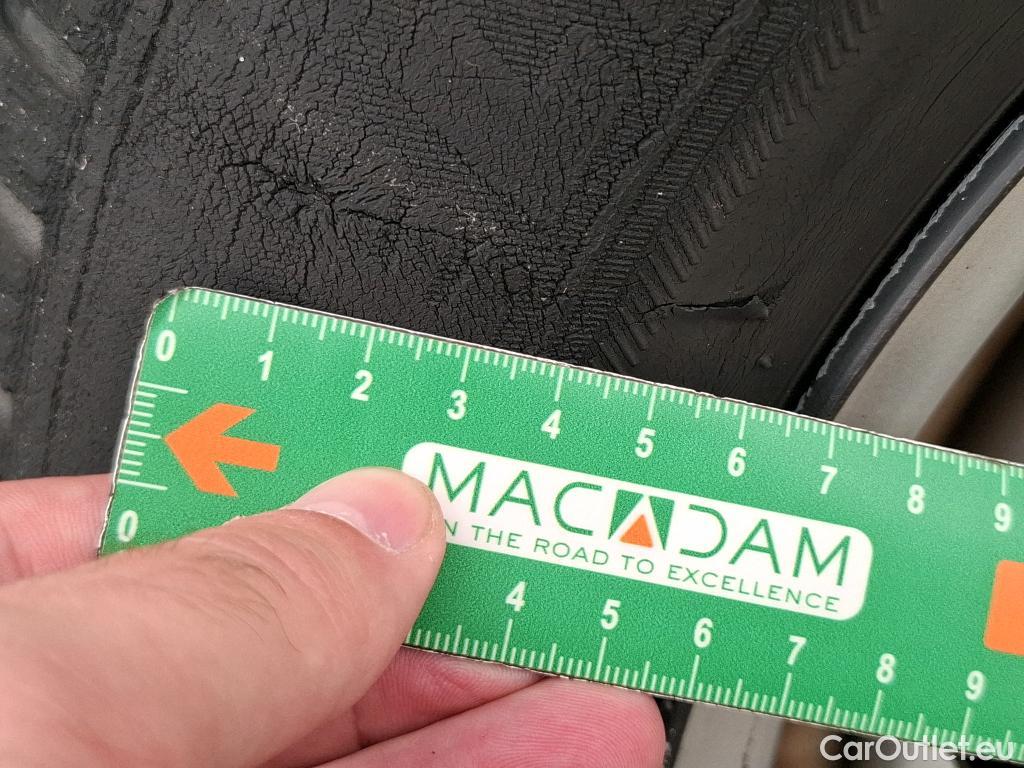 0 1 2 3 4 5 6 7 8 9
MACADAM
N THE ROAD TO EXCELLENCE
0 4 5 6 7 8 9
CarOutlet.eu